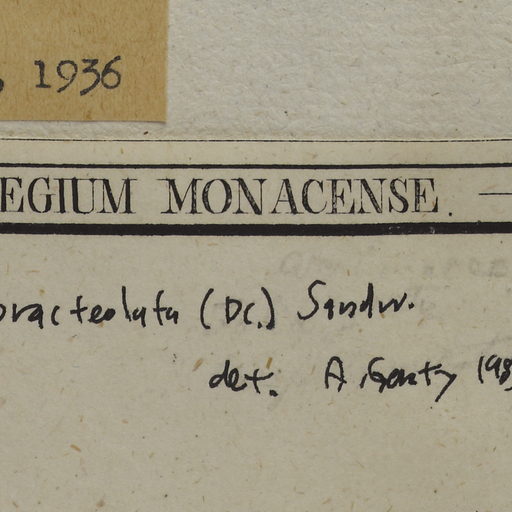 , 1936
EGIUM MONACENSE.
bracteolata (DC.) Sandw.
det. A. Gentry 198